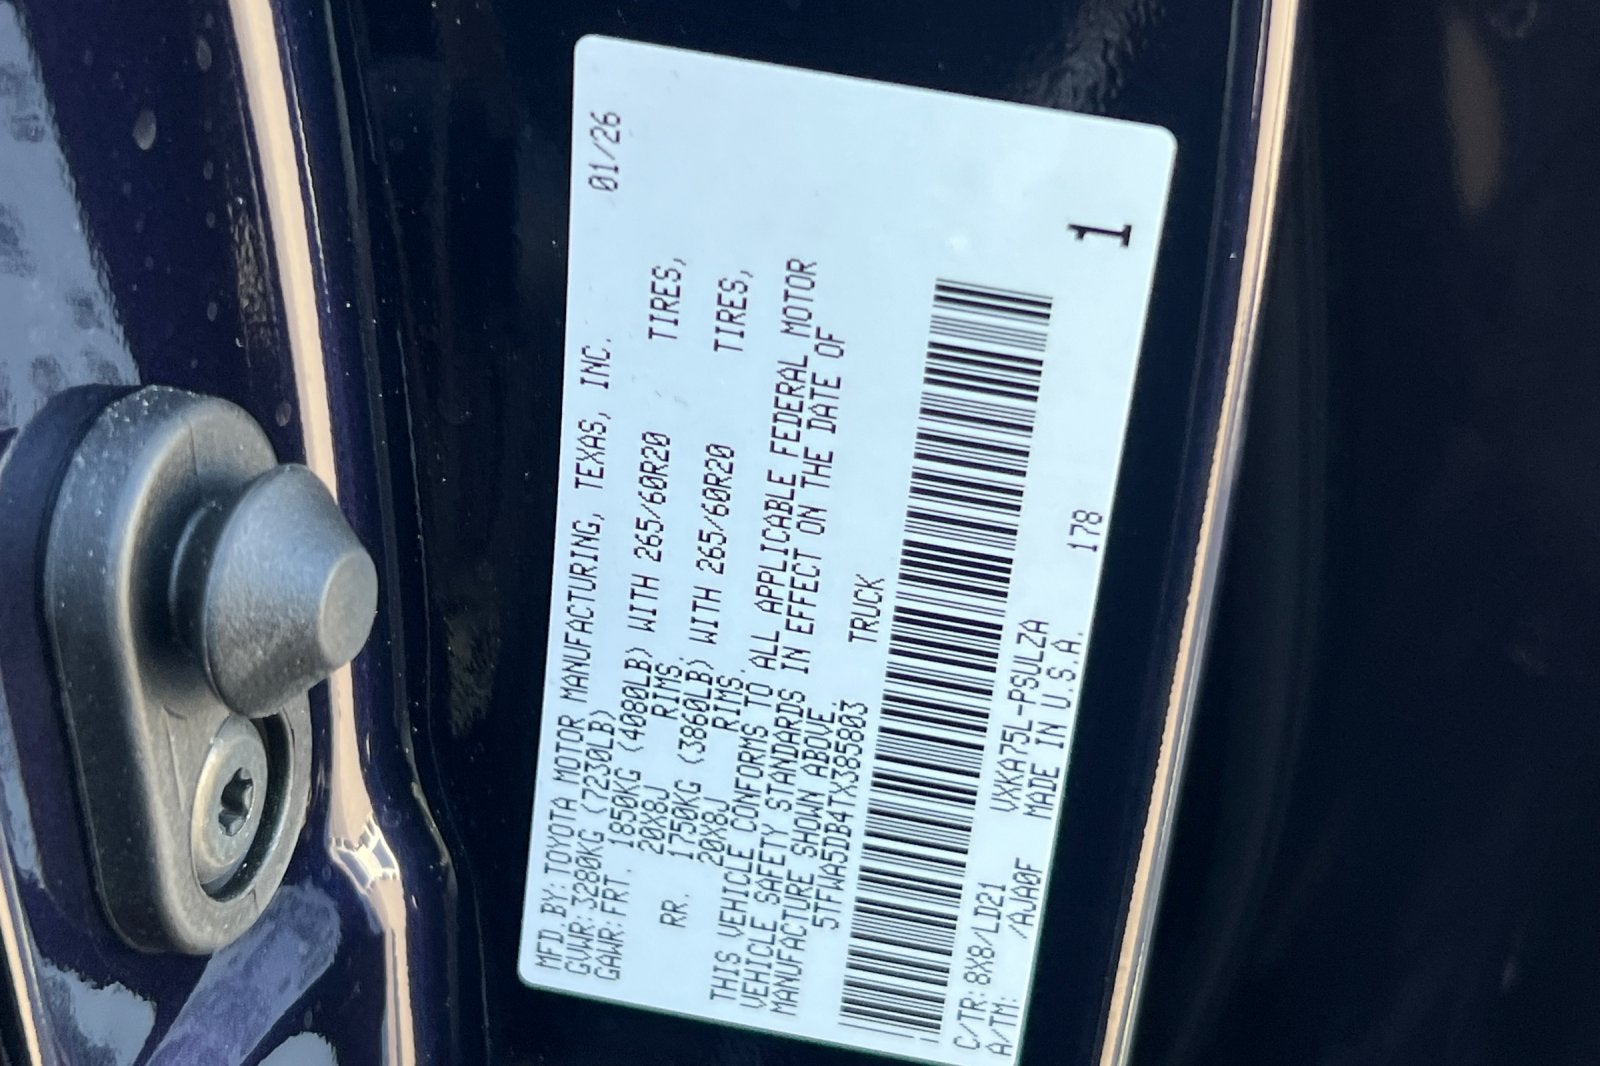 MFD.BY:TOYOTA MOTOR MANUFACTURING, TEXAS, INC. 01/26
GVWR:3280KG (7230LB)
GAWR:FRT. 1850KG (4080LB) WITH 265/60R20 TIRES,
20X8J RIMS.
RR. 1750KG (3860LB) WITH 265/60R20 TIRES,
20X8J RIMS.
THIS VEHICLE CONFORMS TO ALL APPLICABLE FEDERAL MOTOR
VEHICLE SAFETY STANDARDS IN EFFECT ON THE DATE OF
MANUFACTURE SHOWN ABOVE.
5TFWA5DB4TX385803 TRUCK
C/TR:8X8/LD21 VXKA75L-PSULZA 178 1
A/TM: /AJA0F MADE IN U.S.A.